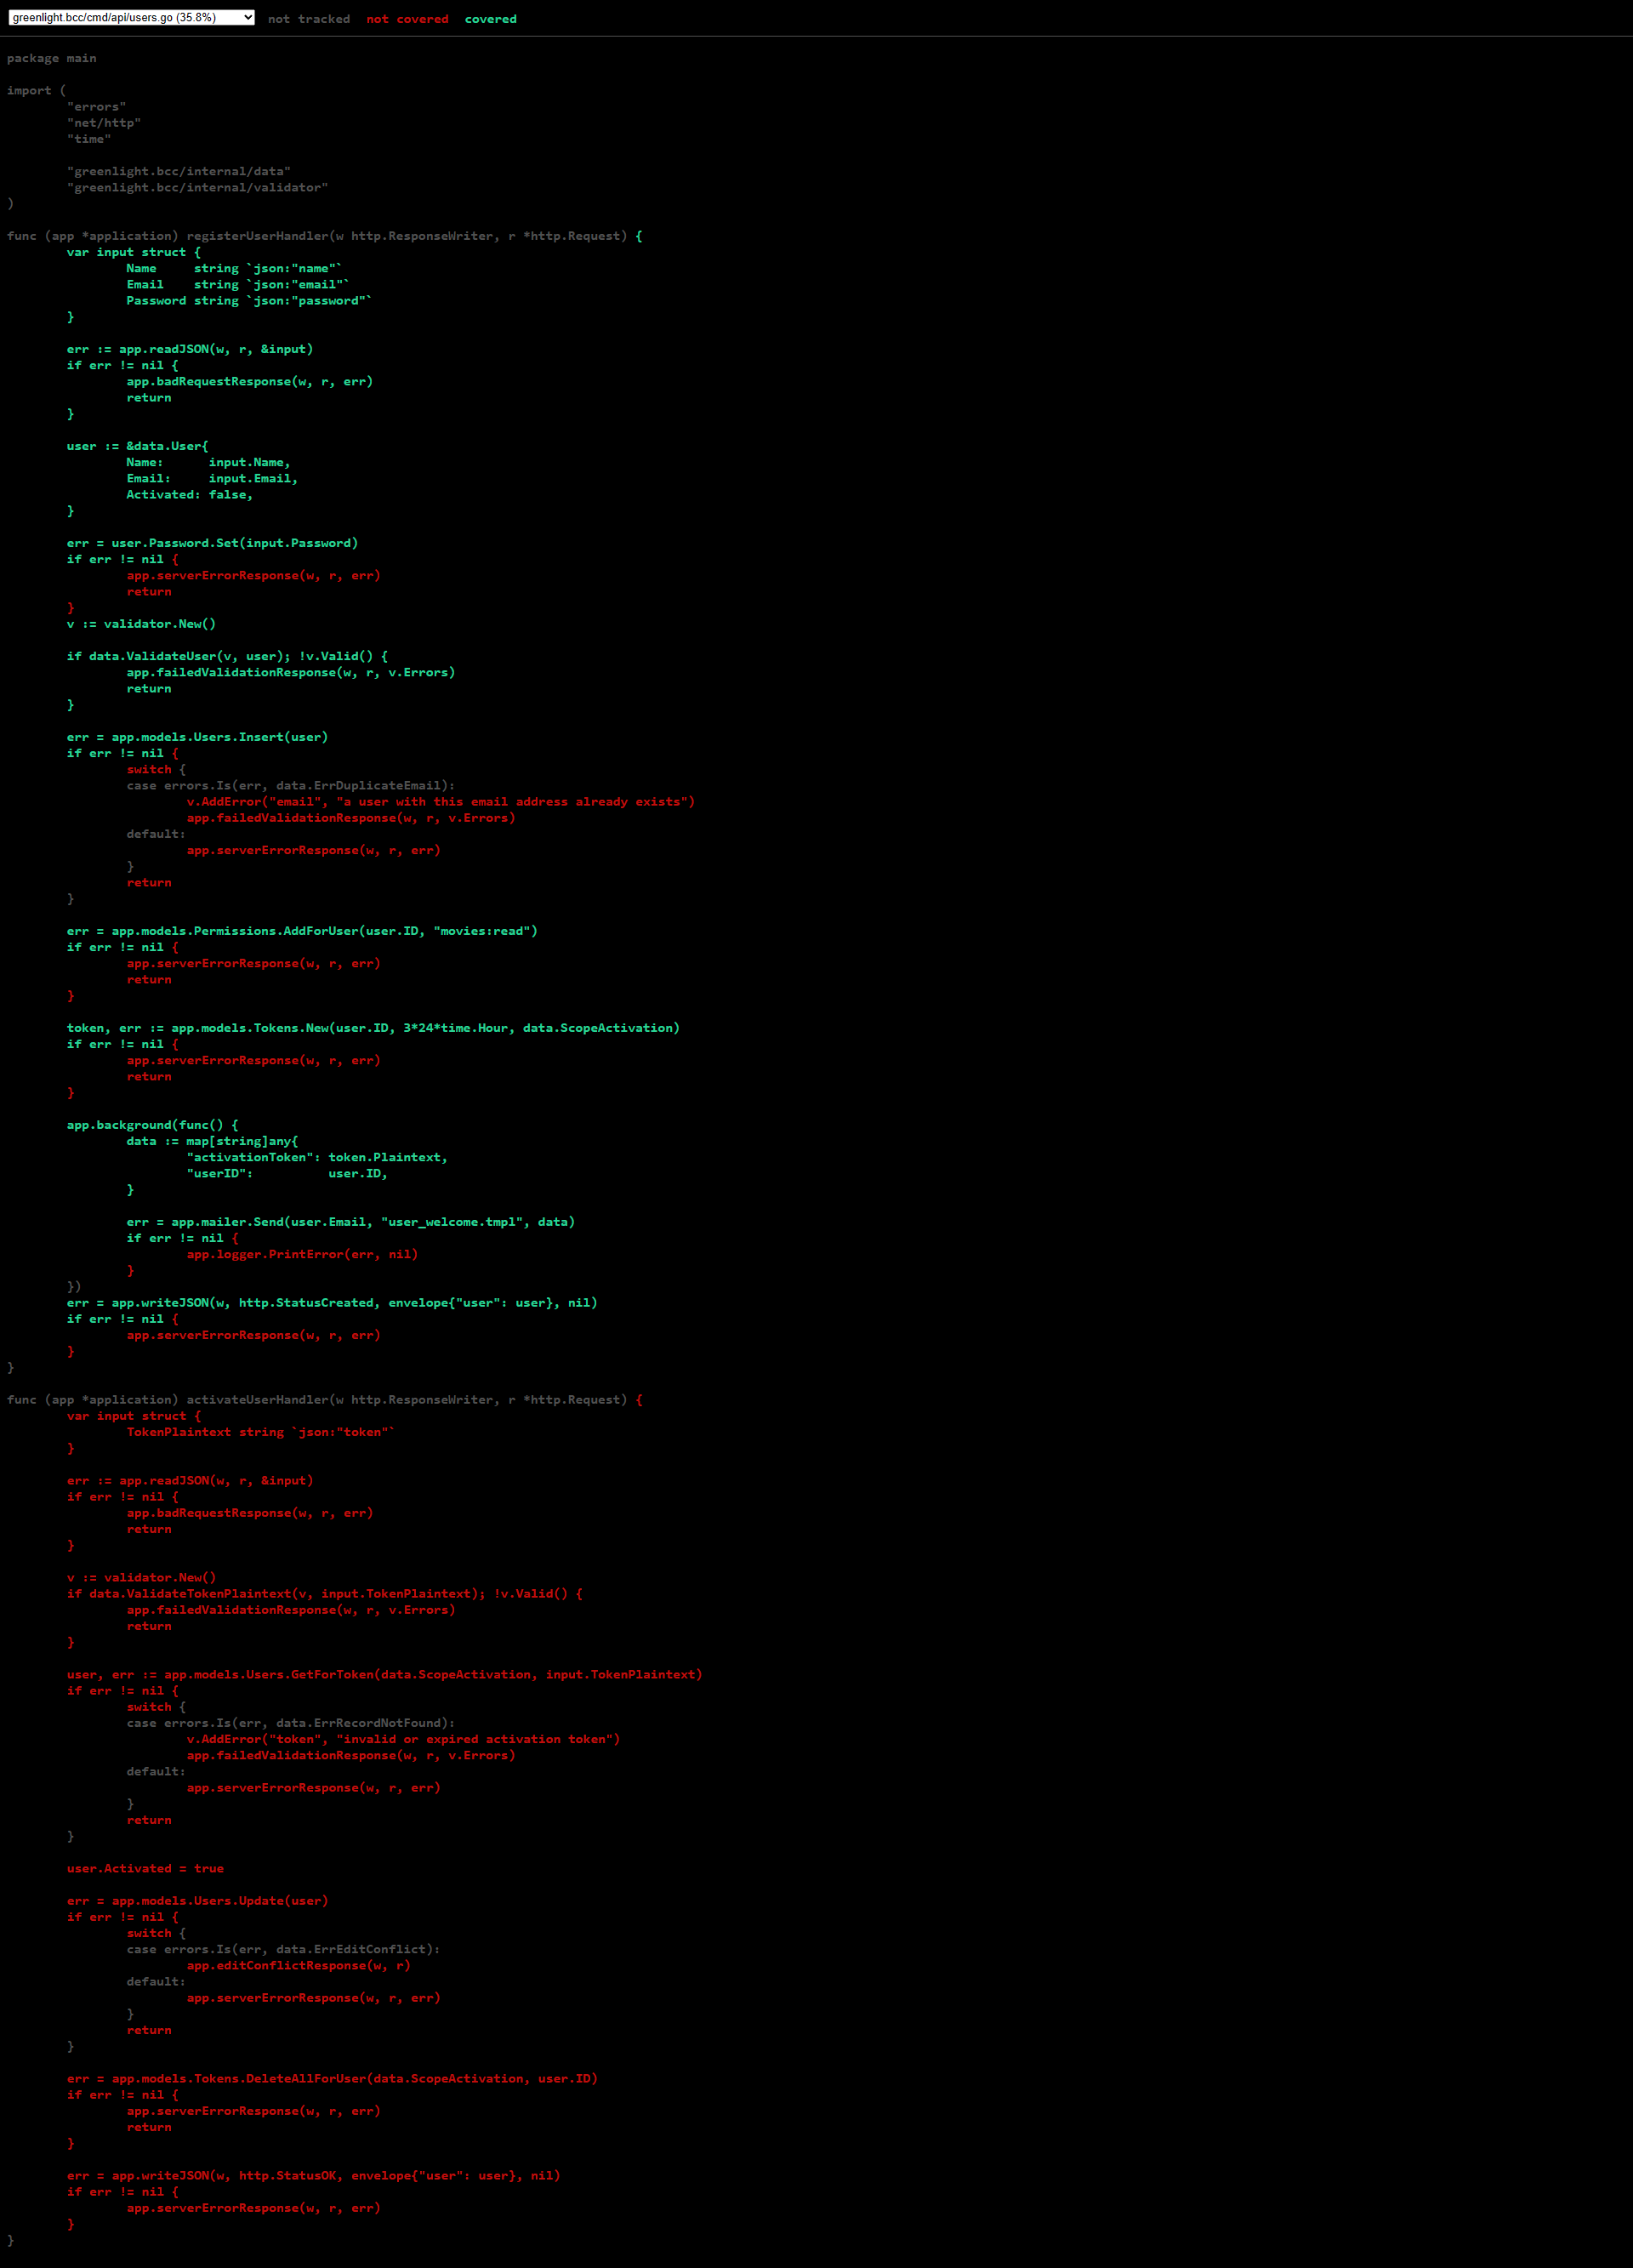 greenlight.bcc/cmd/api/users.go (35.8%) not tracked not covered covered
package main
import (
"errors"
"net/http"
"time"
"greenlight.bcc/internal/data"
"greenlight.bcc/internal/validator"
)
func (app *application) registerUserHandler(w http.ResponseWriter, r *http.Request) {
var input struct {
Name     string `json:"name"`
Email    string `json:"email"`
Password string `json:"password"`
}
err := app.readJSON(w, r, &input)
if err != nil {
app.badRequestResponse(w, r, err)
return
}
user := &data.User{
Name:      input.Name,
Email:     input.Email,
Activated: false,
}
err = user.Password.Set(input.Password)
if err != nil {
app.serverErrorResponse(w, r, err)
return
}
v := validator.New()
if data.ValidateUser(v, user); !v.Valid() {
app.failedValidationResponse(w, r, v.Errors)
return
}
err = app.models.Users.Insert(user)
if err != nil {
switch {
case errors.Is(err, data.ErrDuplicateEmail):
v.AddError("email", "a user with this email address already exists")
app.failedValidationResponse(w, r, v.Errors)
default:
app.serverErrorResponse(w, r, err)
}
return
}
err = app.models.Permissions.AddForUser(user.ID, "movies:read")
if err != nil {
app.serverErrorResponse(w, r, err)
return
}
token, err := app.models.Tokens.New(user.ID, 3*24*time.Hour, data.ScopeActivation)
if err != nil {
app.serverErrorResponse(w, r, err)
return
}
app.background(func() {
data := map[string]any{
"activationToken": token.Plaintext,
"userID":          user.ID,
}
err = app.mailer.Send(user.Email, "user_welcome.tmpl", data)
if err != nil {
app.logger.PrintError(err, nil)
}
})
err = app.writeJSON(w, http.StatusCreated, envelope{"user": user}, nil)
if err != nil {
app.serverErrorResponse(w, r, err)
}
}
func (app *application) activateUserHandler(w http.ResponseWriter, r *http.Request) {
var input struct {
TokenPlaintext string `json:"token"`
}
err := app.readJSON(w, r, &input)
if err != nil {
app.badRequestResponse(w, r, err)
return
}
v := validator.New()
if data.ValidateTokenPlaintext(v, input.TokenPlaintext); !v.Valid() {
app.failedValidationResponse(w, r, v.Errors)
return
}
user, err := app.models.Users.GetForToken(data.ScopeActivation, input.TokenPlaintext)
if err != nil {
switch {
case errors.Is(err, data.ErrRecordNotFound):
v.AddError("token", "invalid or expired activation token")
app.failedValidationResponse(w, r, v.Errors)
default:
app.serverErrorResponse(w, r, err)
}
return
}
user.Activated = true
err = app.models.Users.Update(user)
if err != nil {
switch {
case errors.Is(err, data.ErrEditConflict):
app.editConflictResponse(w, r)
default:
app.serverErrorResponse(w, r, err)
}
return
}
err = app.models.Tokens.DeleteAllForUser(data.ScopeActivation, user.ID)
if err != nil {
app.serverErrorResponse(w, r, err)
return
}
err = app.writeJSON(w, http.StatusOK, envelope{"user": user}, nil)
if err != nil {
app.serverErrorResponse(w, r, err)
}
}